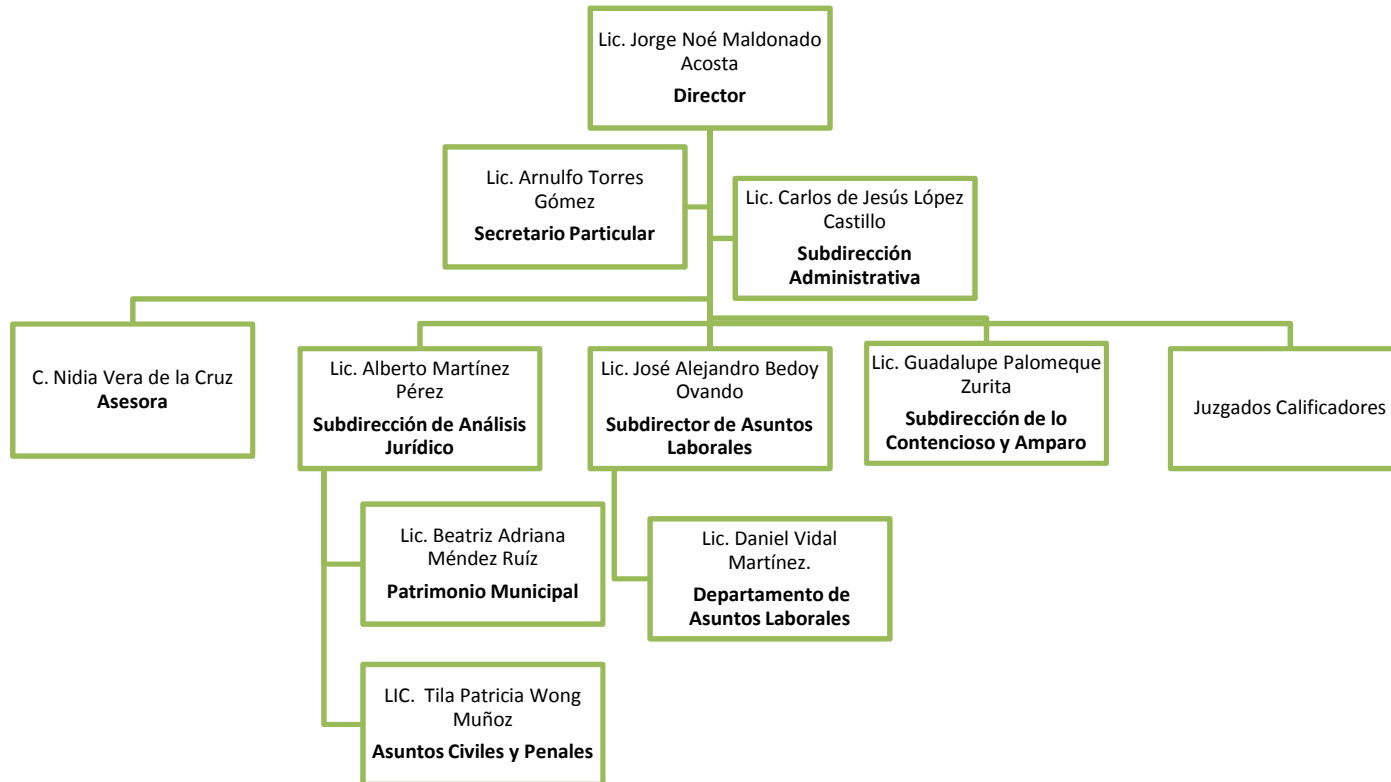 Lic. Jorge Noé Maldonado
Acosta
Director
Lic. Arnulfo Torres
Gómez
Secretario Particular
Lic. Carlos de Jesús López
Castillo
Subdirección
Administrativa
C. Nidia Vera de la Cruz
Asesora
Lic. Alberto Martínez
Pérez
Subdirección de Análisis
Jurídico
Lic. José Alejandro Bedoy
Ovando
Subdirector de Asuntos
Laborales
Lic. Guadalupe Palomeque
Zurita
Subdirección de lo
Contencioso y Amparo
Juzgados Calificadores
Lic. Beatriz Adriana
Méndez Ruíz
Patrimonio Municipal
Lic. Daniel Vidal
Martínez.
Departamento de
Asuntos Laborales
LIC. Tila Patricia Wong
Muñoz
Asuntos Civiles y Penales